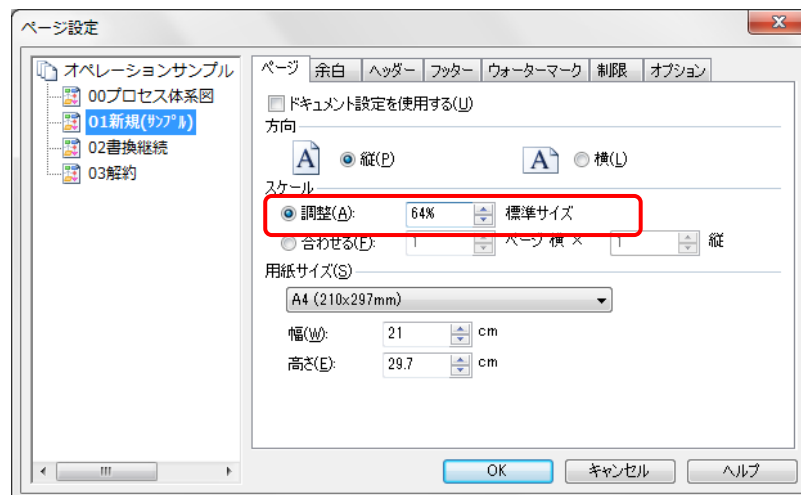 ページ設定
オペレーションサンプル
00プロセス体系図
01新規(ｻﾝﾌﾟﾙ)
02書換継続
03解約
ページ 余白 ヘッダー フッター ウォーターマーク 制限 オプション
ドキュメント設定を使用する(U)
方向
A 縦(P) A 横(L)
スケール
調整(A): 64% 標準サイズ
合わせる(F): 1 ページ 横 × 1 縦
用紙サイズ(S)
A4 (210x297mm)
幅(W): 21 cm
高さ(E): 29.7 cm
OK キャンセル ヘルプ